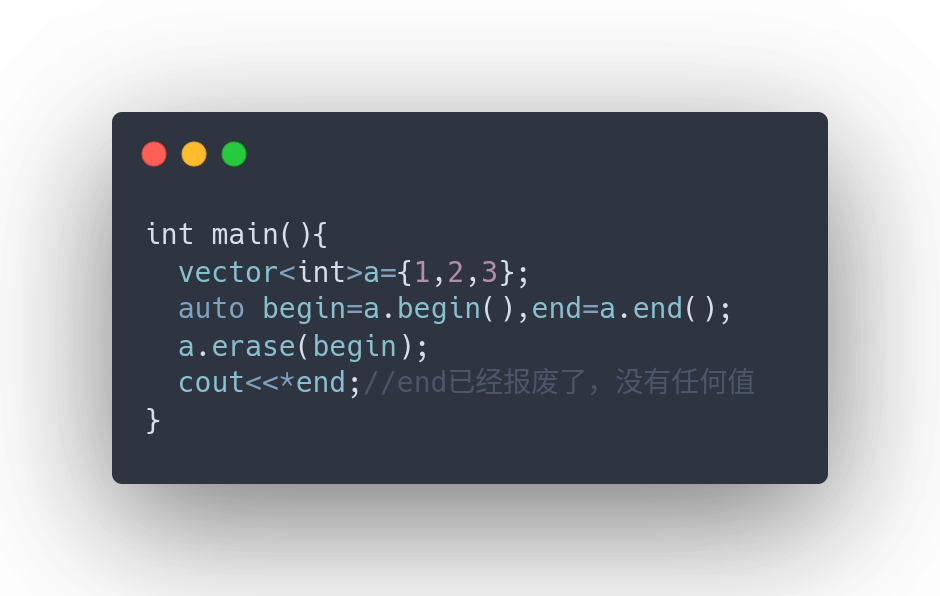 int main(){
  vector<int>a={1,2,3};
  auto begin=a.begin(),end=a.end();
  a.erase(begin);
  cout<<*end;//end已经报废了，没有任何值
}